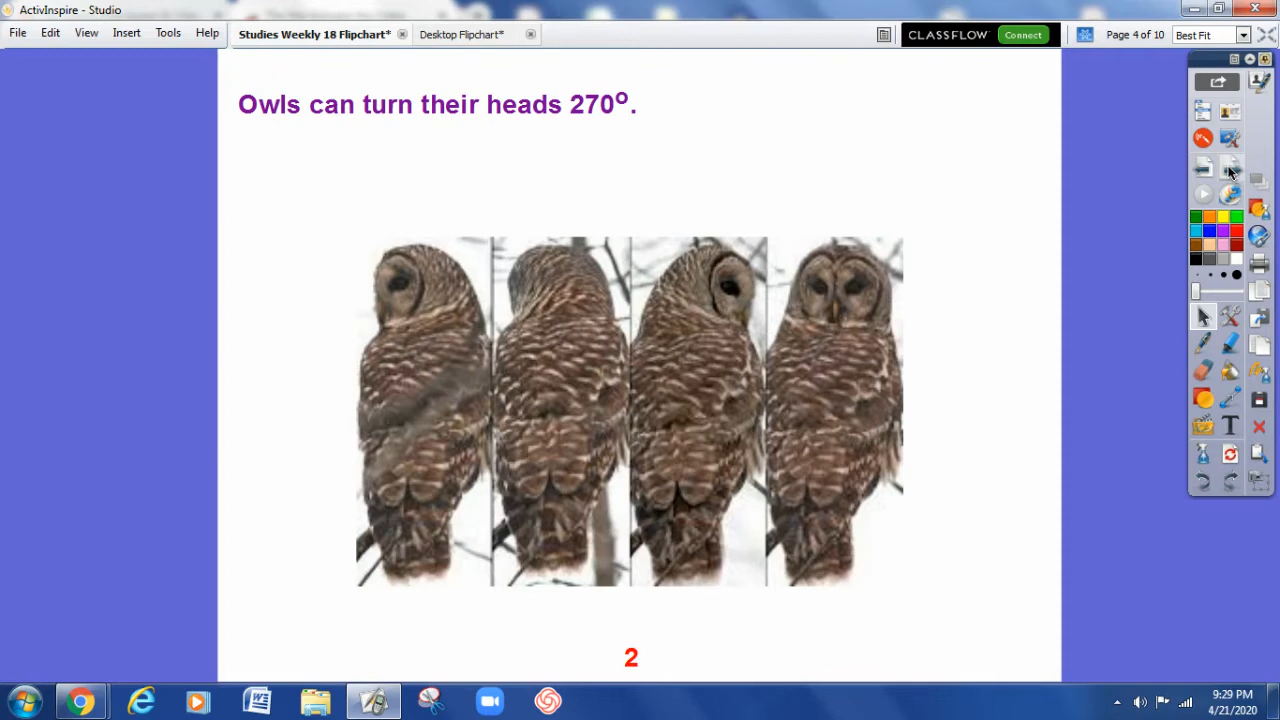 ActivInspire - Studio
File Edit View Insert Tools Help
Studies Weekly 18 Flipchart*
Desktop Flipchart*
CLASSFLOW Connect
Page 4 of 10
Best Fit
Owls can turn their heads 270º.
T
2
W
9:29 PM
4/21/2020